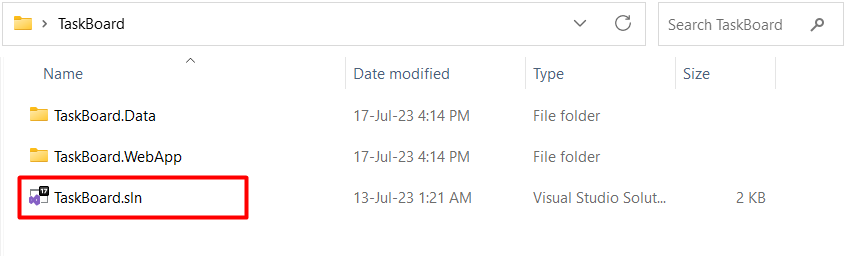 TaskBoard
Search TaskBoard
Name Date modified Type Size
TaskBoard.Data 17-Jul-23 4:14 PM File folder
TaskBoard.WebApp 17-Jul-23 4:14 PM File folder
17 TaskBoard.sln 13-Jul-23 1:21 AM Visual Studio Solut... 2 KB